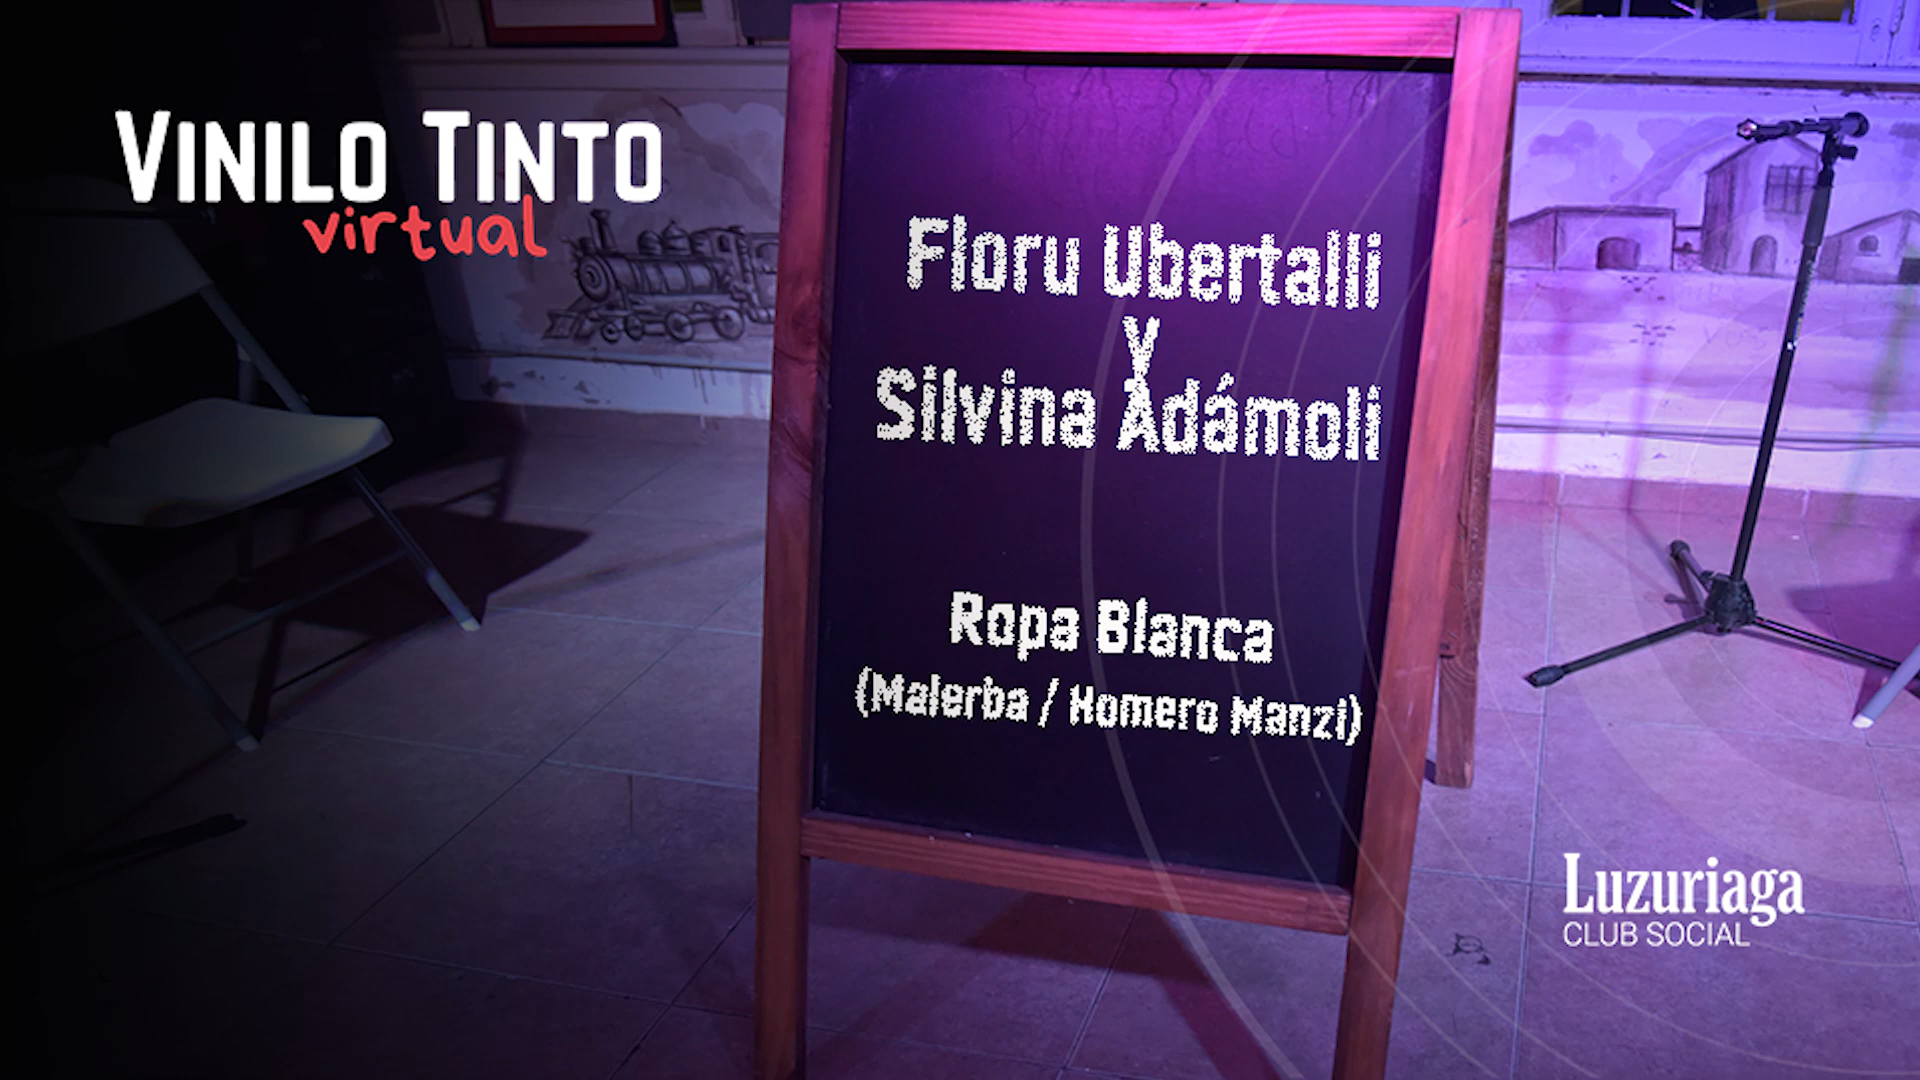 VINILO TINTO
virtual
Floru Ubertalli
y
Silvina Adámoli
Ropa Blanca
(Malerba / Homero Manzi)
Luzuriaga
CLUB SOCIAL